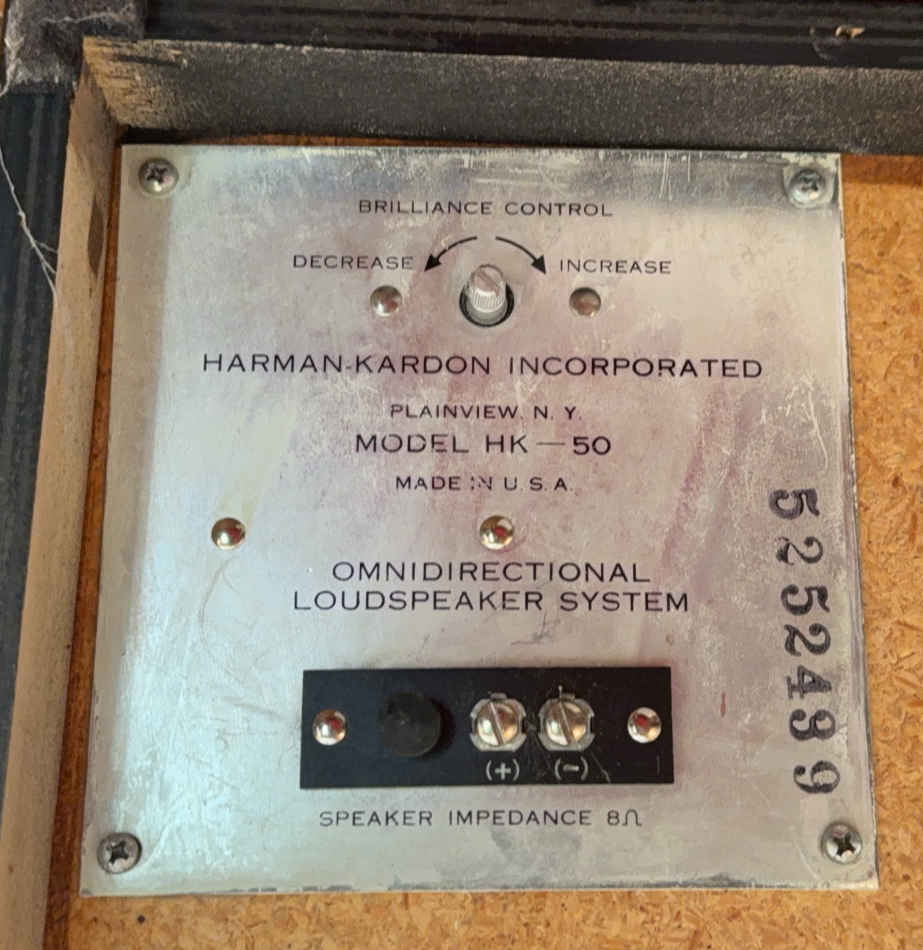 BRILLIANCE CONTROL
DECREASE INCREASE
HARMAN-KARDON INCORPORATED
PLAINVIEW, N. Y.
MODEL HK — 50
MADE IN U.S.A.
OMNIDIRECTIONAL
LOUDSPEAKER SYSTEM
(+) (-)
SPEAKER IMPEDANCE 8Ω
5252489